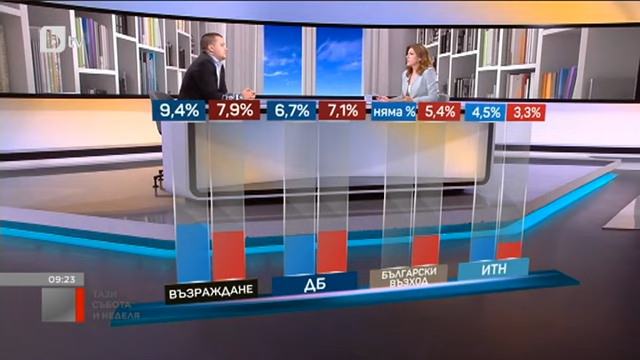 bTV
9,4% 7,9% 6,7% 7,1% няма % 5,4% 4,5% 3,3%
ВЪЗРАЖДАНЕ
ДБ
БЪЛГАРСКИ
ВЪЗХОД
ИТН
09:23
ТАЗИ
СЪБОТА
И НЕДЕЛЯ